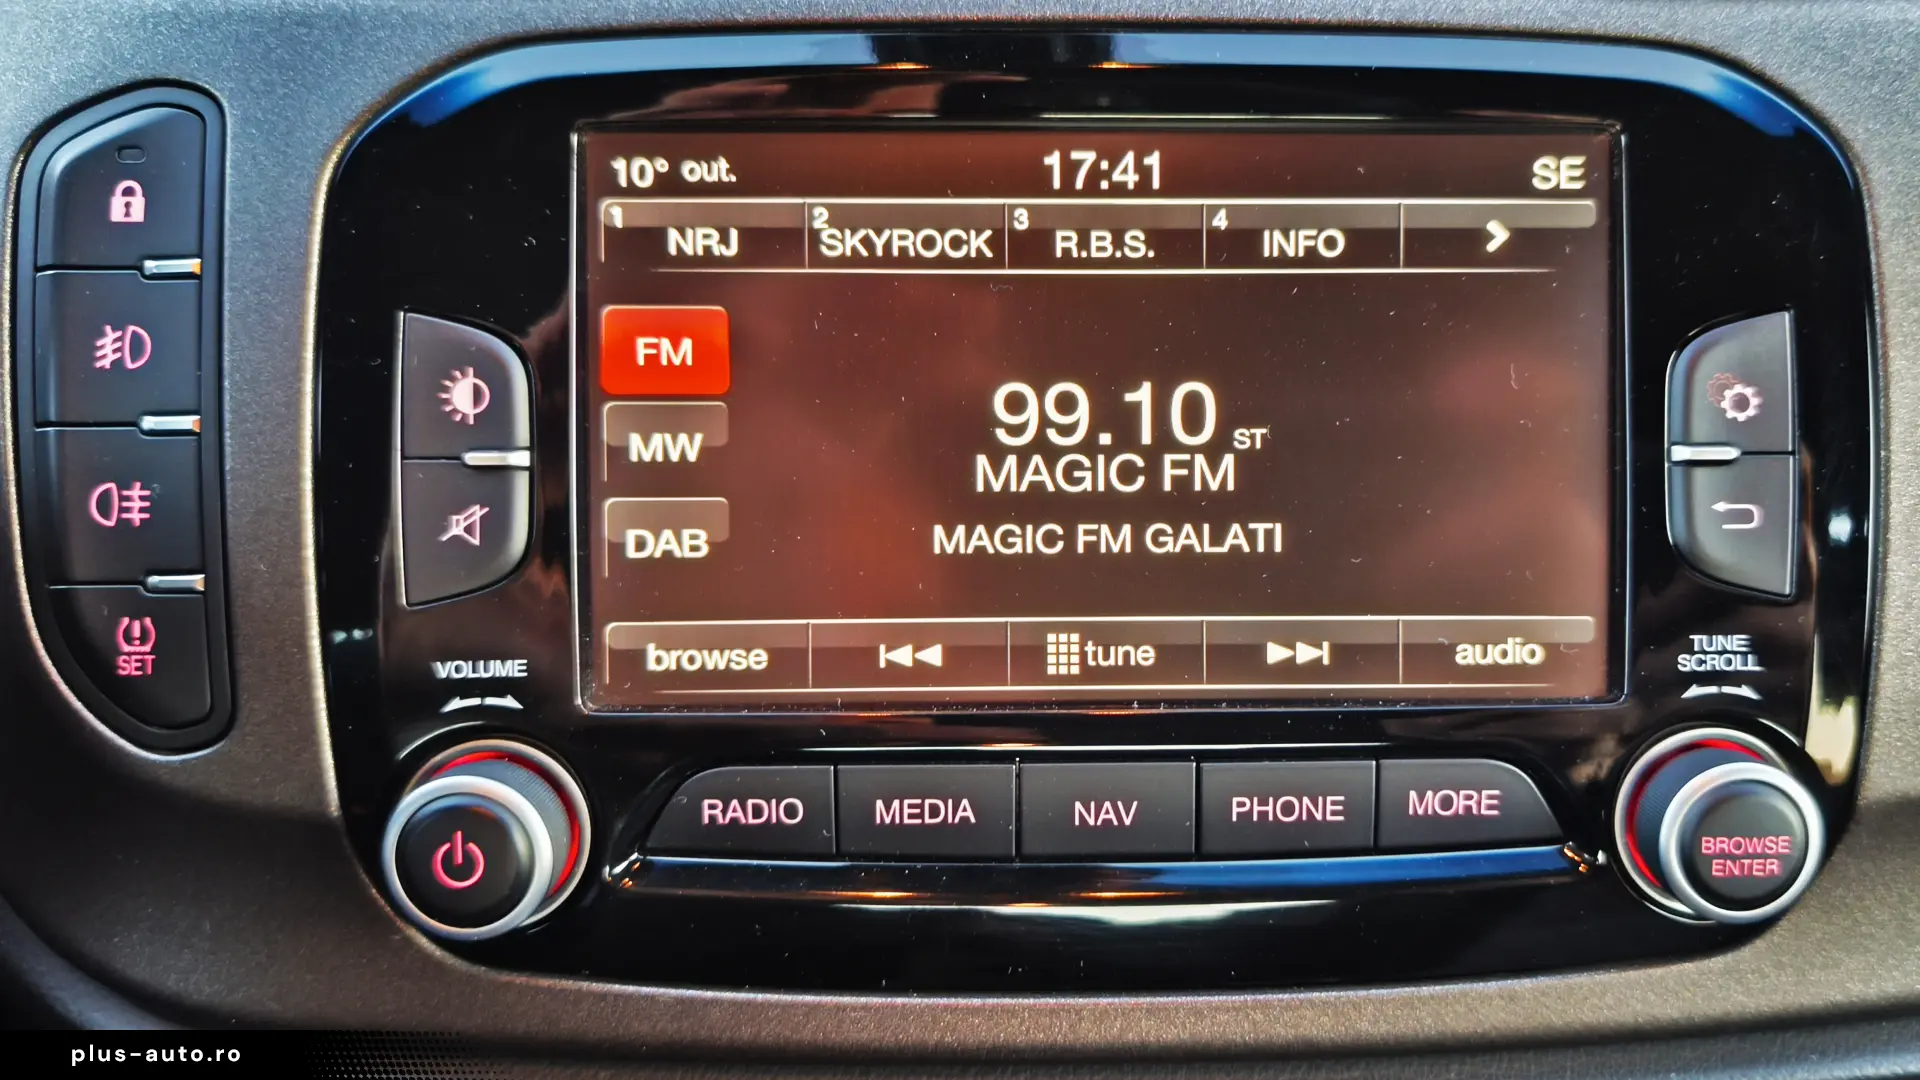 10° out. 17:41 SE
1 NRJ 2 SKYROCK 3 R.B.S. 4 INFO
FM
MW
DAB
99.10 ST
MAGIC FM
MAGIC FM GALATI
browse tune audio
SET
VOLUME
TUNE
SCROLL
RADIO MEDIA NAV PHONE MORE
BROWSE
ENTER
plus-auto.ro